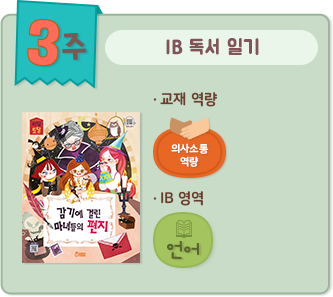 3주
IB 독서 일기
· 교재 역량
의사소통
역량
감기에 걸린
마녀들의 편지
· IB 영역
언어